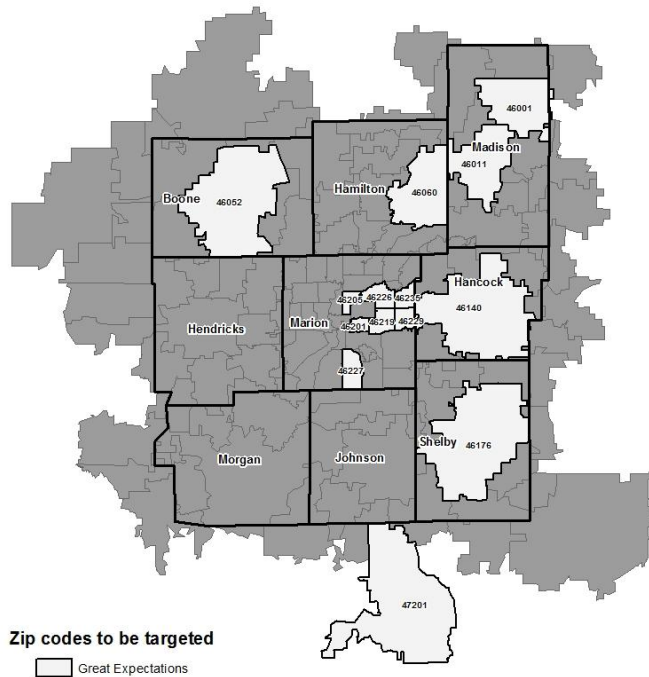 46001
Madison
46011
Hamilton
46060
Boone
46052
Hancock
46205
46226
46235
46140
Hendricks
Marion
46201
46219
46229
46227
Shelby
46176
Morgan
Johnson
47201
Zip codes to be targeted
Great Expectations